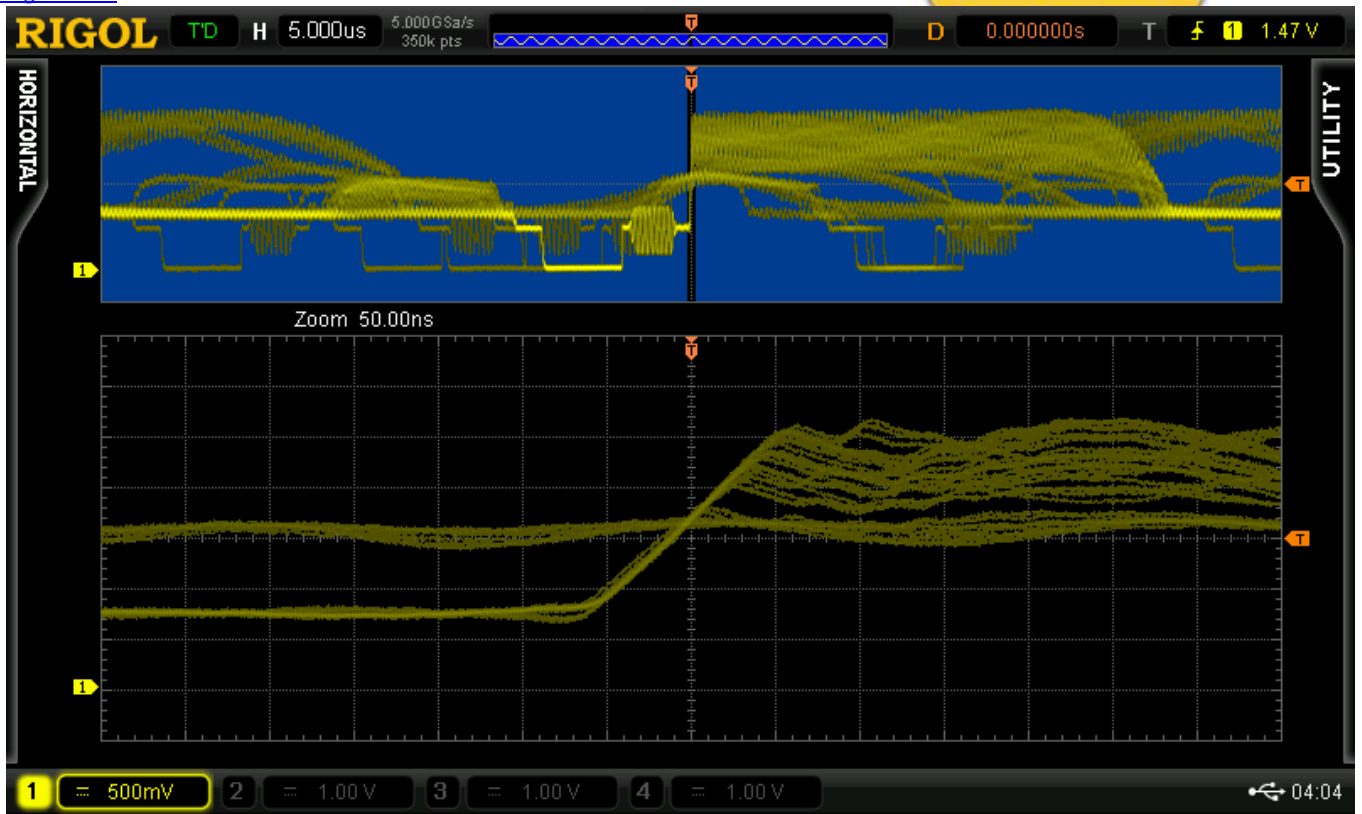 RIGOL T'D H 5.000us 5.000GSa/s 350k pts T D 0.000000s T 1 1.47 V
HORIZONTAL
UTILITY
T
T
1
Zoom 50.00ns
T
T
1
1 500mV 2 1.00 V 3 1.00 V 4 1.00 V 04:04